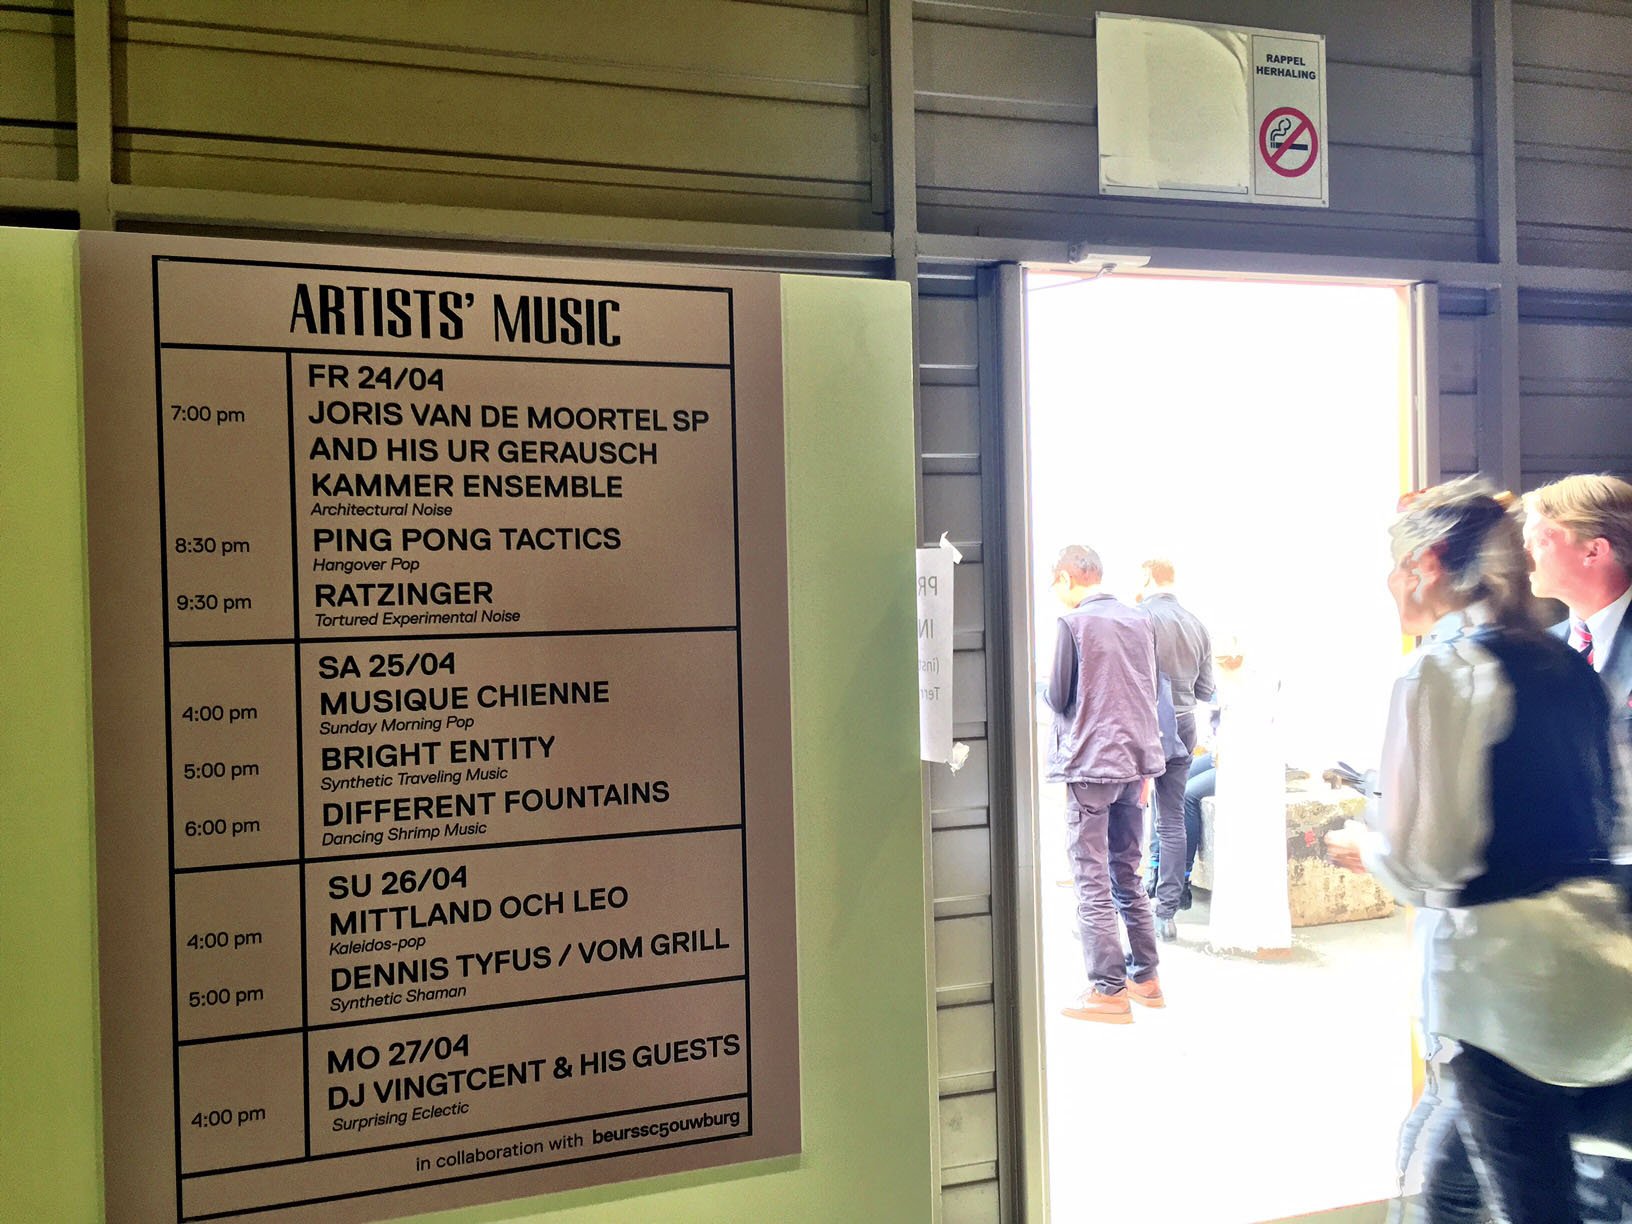 RAPPEL
HERHALING
ARTISTS' MUSIC
FR 24/04
7:00 pm JORIS VAN DE MOORTEL SP
AND HIS UR GERAUSCH
KAMMER ENSEMBLE
Architectural Noise
8:30 pm PING PONG TACTICS
Hangover Pop
9:30 pm RATZINGER
Tortured Experimental Noise
SA 25/04
4:00 pm MUSIQUE CHIENNE
Sunday Morning Pop
5:00 pm BRIGHT ENTITY
Synthetic Traveling Music
6:00 pm DIFFERENT FOUNTAINS
Dancing Shrimp Music
SU 26/04
4:00 pm MITTLAND OCH LEO
Kaleidos-pop
5:00 pm DENNIS TYFUS / VOM GRILL
Synthetic Shaman
MO 27/04
4:00 pm DJ VINGTCENT & HIS GUESTS
Surprising Eclectic
in collaboration with beurssc5ouwburg